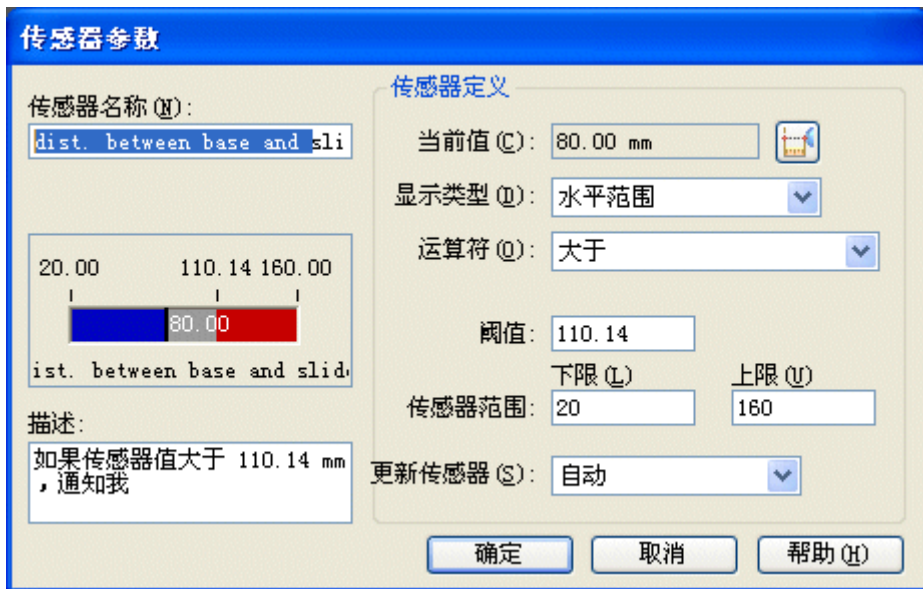 传感器参数
传感器名称(N):
dist. between base and sli
20.00 110.14 160.00
80.00
ist. between base and slid
描述:
如果传感器值大于 110.14 mm
，通知我
传感器定义
当前值(C): 80.00 mm
显示类型(D): 水平范围
运算符(O): 大于
阈值: 110.14
下限(L) 上限(U)
传感器范围: 20 160
更新传感器(S): 自动
确定 取消 帮助(H)